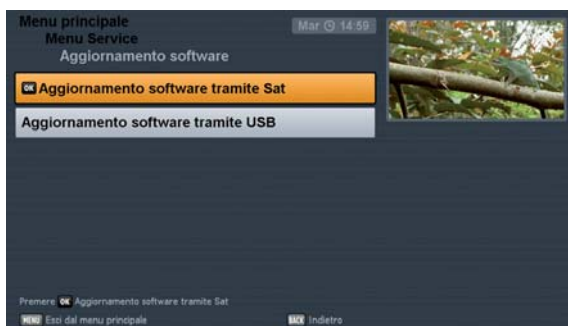 Menu principale
Mar 14:59
Menu Service
Aggiornamento software
OK Aggiornamento software tramite Sat
Aggiornamento software tramite USB
Premere OK Aggiornamento software tramite Sat
MENU Esci dal menu principale
BACK Indietro